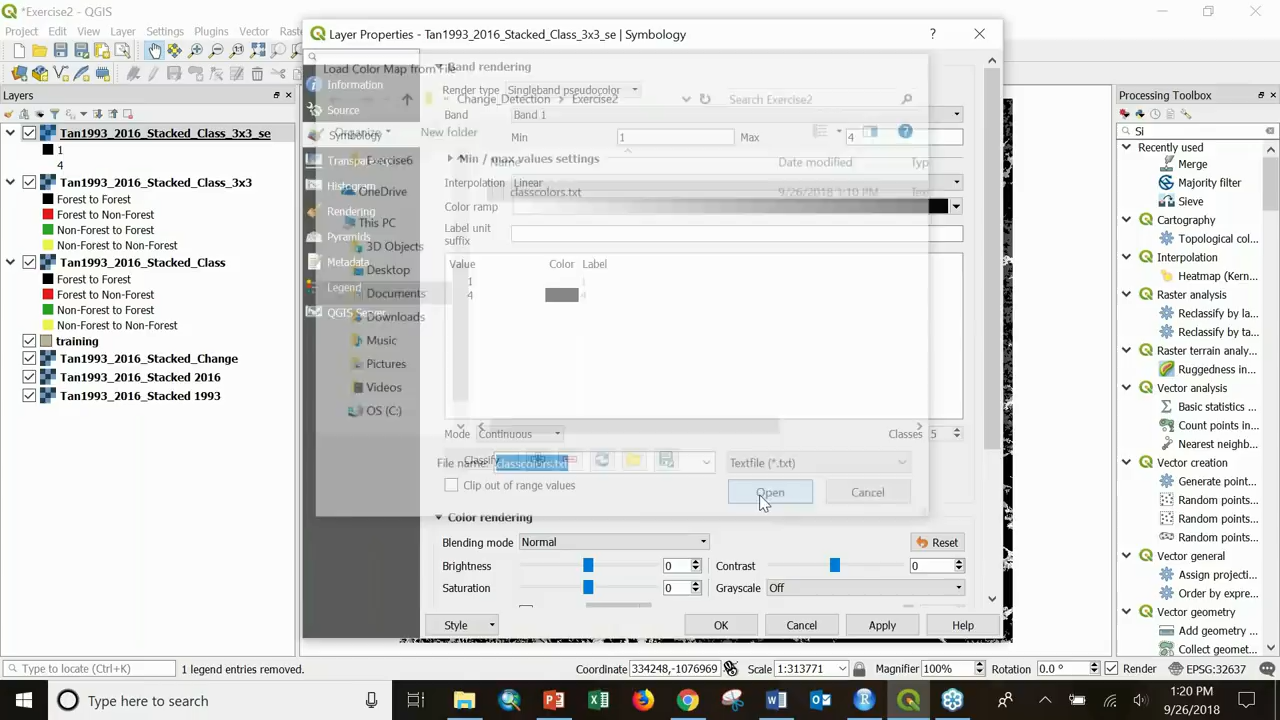 *Exercise2 - QGIS
Project Edit View Layer Settings Plugins Vector
Layers
Tan1993_2016_Stacked_Class_3x3_se
1
4
Tan1993_2016_Stacked_Class_3x3
Forest to Forest
Forest to Non-Forest
Non-Forest to Forest
Non-Forest to Non-Forest
Tan1993_2016_Stacked_Class
Forest to Forest
Forest to Non-Forest
Non-Forest to Forest
Non-Forest to Non-Forest
training
Tan1993_2016_Stacked_Change
Tan1993_2016_Stacked 2016
Tan1993_2016_Stacked 1993
Layer Properties - Tan1993_2016_Stacked_Class_3x3_se | Symbology
?
Load Color Map from File
Information
Source
Symbology
Transparency
Histogram
Rendering
Pyramids
Metadata
Legend
QGIS Server
Band rendering
Render type Singleband pseudocolor
Change_Detection Exercise2
Search Exercise2
Band Band 1
Organize New folder
Min 1 Max 4
Min / max values settings
Name Date modified Typ
Exercise6
OneDrive
This PC
3D Objects
Desktop
Documents
Downloads
Music
Pictures
Videos
OS (C:)
Interpolation Linear
classcolors.txt 9/26/2018 1:10 PM
Color ramp
Label unit suffix
Value Color Label
1
4 4
Mode Continuous
Classes 5
Classify
File name: classcolors.txt
Textfile (*.txt)
Clip out of range values
Open Cancel
Color rendering
Blending mode Normal
Reset
Brightness 0
Contrast 0
Saturation 0
Grayscale Off
Style OK Cancel Apply Help
Processing Toolbox
Si
Recently used
Merge
Majority filter
Sieve
Cartography
Topological col...
Interpolation
Heatmap (Kern...
Raster analysis
Reclassify by la...
Reclassify by ta...
Raster terrain analy...
Ruggedness in...
Vector analysis
Basic statistics ...
Count points in...
Nearest neighb...
Vector creation
Generate point...
Random points...
Random points...
Random points...
Vector general
Assign projecti...
Order by expre...
Vector geometry
Add geometry ...
Collect geomet...
Type to locate (Ctrl+K)
1 legend entries removed.
Coordinate 334248,-1076969
Scale 1:313771
Magnifier 100%
Rotation 0.0 °
Render
EPSG:32637
Type here to search
1:20 PM
9/26/2018